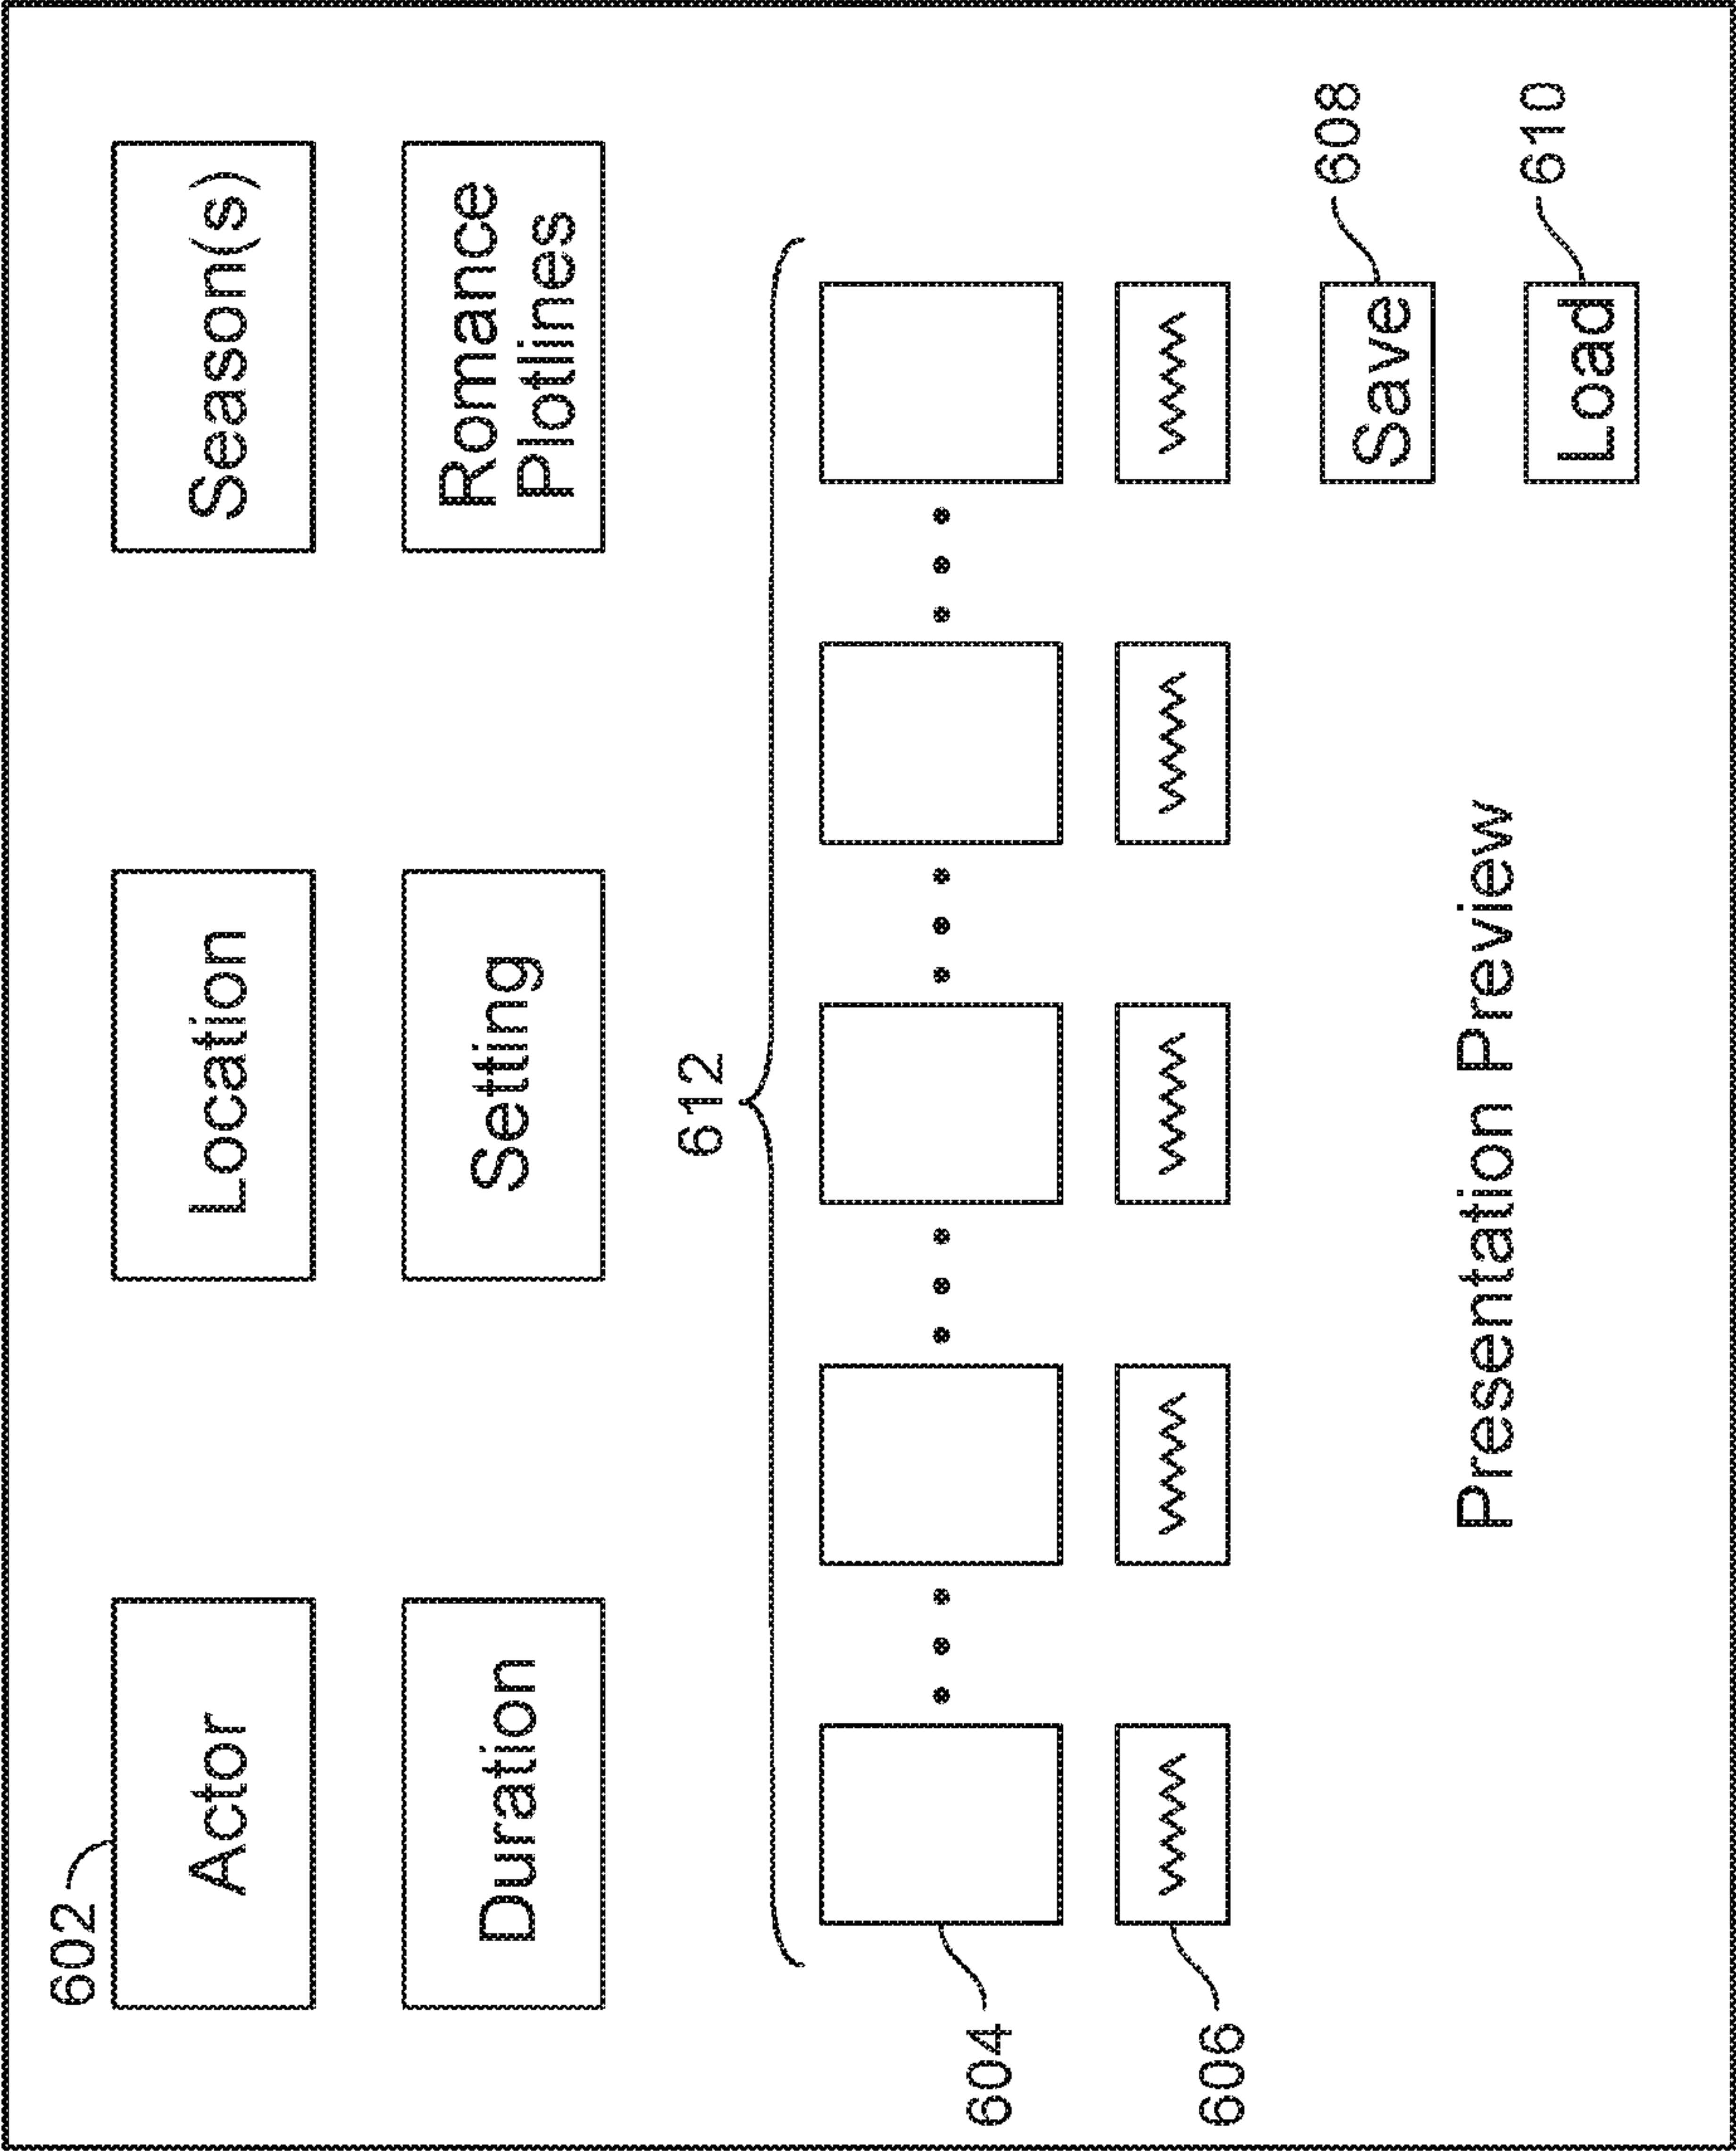 602
Actor
Location
Season(s)
Duration
Setting
Romance
Plotlines
612
604
606
608
Save
Presentation Preview
610
Load